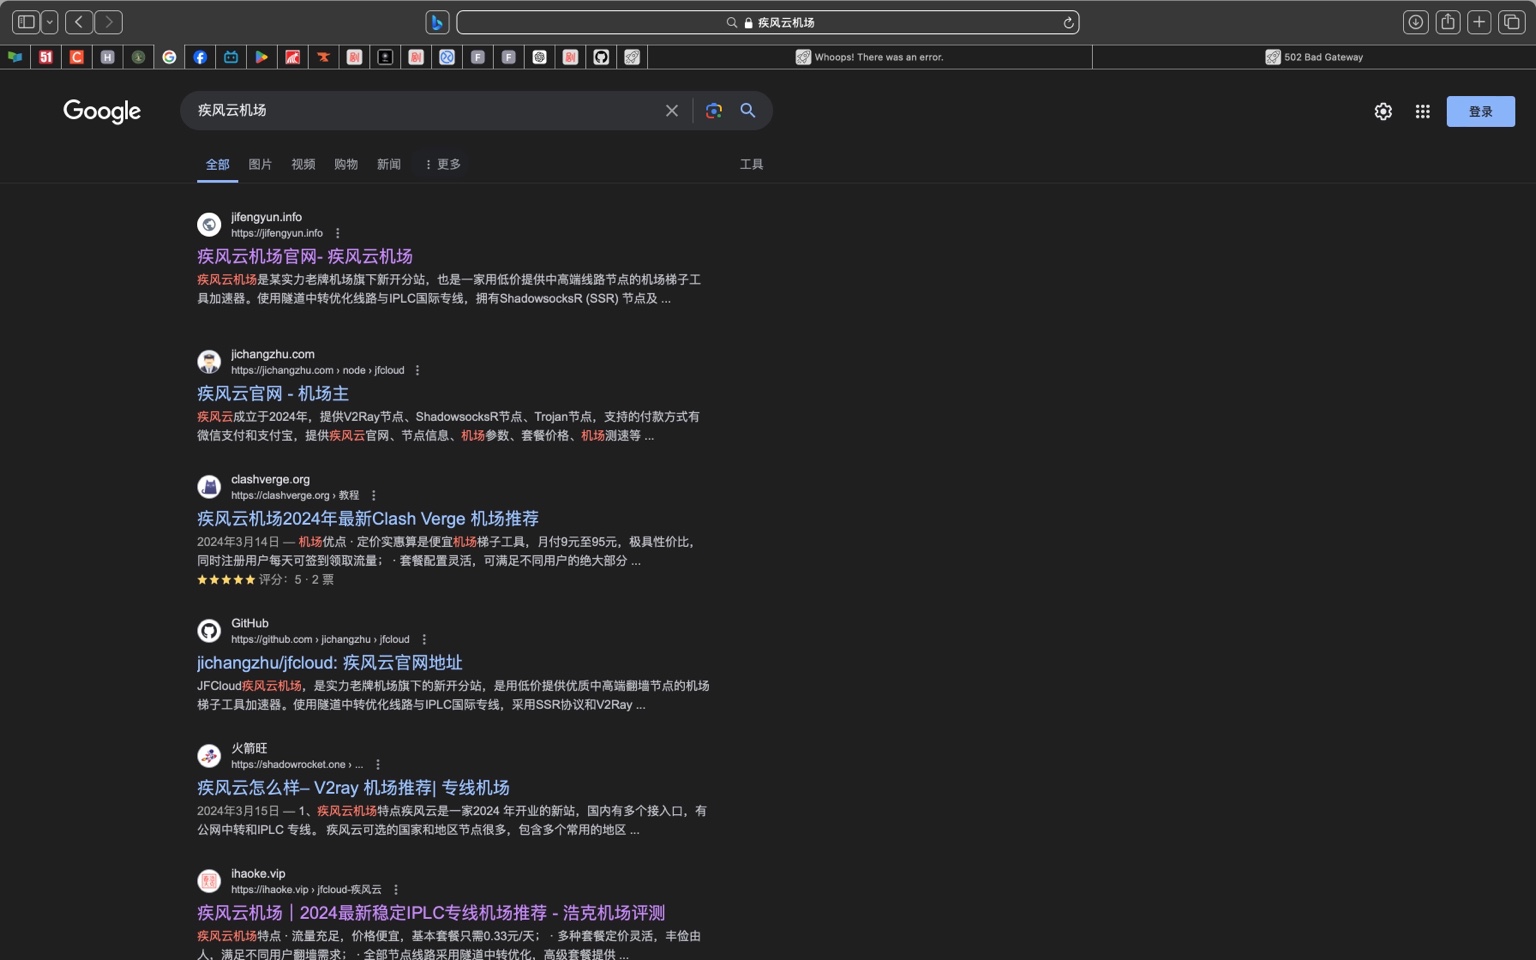 疾风云机场
51
C
H
F
F
Whoops! There was an error.
502 Bad Gateway
Google
疾风云机场
登录
全部
图片
视频
购物
新闻
更多
工具
jifengyun.info
https://jifengyun.info
疾风云机场官网- 疾风云机场
疾风云机场是某实力老牌机场旗下新开分站，也是一家用低价提供中高端线路节点的机场梯子工
具加速器。使用隧道中转优化线路与IPLC国际专线，拥有ShadowsocksR (SSR) 节点及 ...
jichangzhu.com
https://jichangzhu.com › node › jfcloud
疾风云官网 - 机场主
疾风云成立于2024年，提供V2Ray节点、ShadowsocksR节点、Trojan节点，支持的付款方式有
微信支付和支付宝，提供疾风云官网、节点信息、机场参数、套餐价格、机场测速等 ...
clashverge.org
https://clashverge.org › 教程
疾风云机场2024年最新Clash Verge 机场推荐
2024年3月14日 — 机场优点 · 定价实惠算是便宜机场梯子工具，月付9元至95元，极具性价比，
同时注册用户每天可签到领取流量； · 套餐配置灵活，可满足不同用户的绝大部分 ...
评分：5 · 2 票
GitHub
https://github.com › jichangzhu › jfcloud
jichangzhu/jfcloud: 疾风云官网地址
JFCloud疾风云机场，是实力老牌机场旗下的新开分站，是用低价提供优质中高端翻墙节点的机场
梯子工具加速器。使用隧道中转优化线路与IPLC国际专线，采用SSR协议和V2Ray ...
火箭旺
https://shadowrocket.one › ...
疾风云怎么样– V2ray 机场推荐| 专线机场
2024年3月15日 — 1、疾风云机场特点疾风云是一家2024 年开业的新站，国内有多个接入口，有
公网中转和IPLC 专线。 疾风云可选的国家和地区节点很多，包含多个常用的地区 ...
ihaoke.vip
https://ihaoke.vip › jfcloud-疾风云
疾风云机场｜2024最新稳定IPLC专线机场推荐 - 浩克机场评测
疾风云机场特点 · 流量充足，价格便宜，基本套餐只需0.33元/天； · 多种套餐定价灵活，丰俭由
人，满足不同用户翻墙需求； · 全部节点线路采用隧道中转优化，高级套餐提供 ...